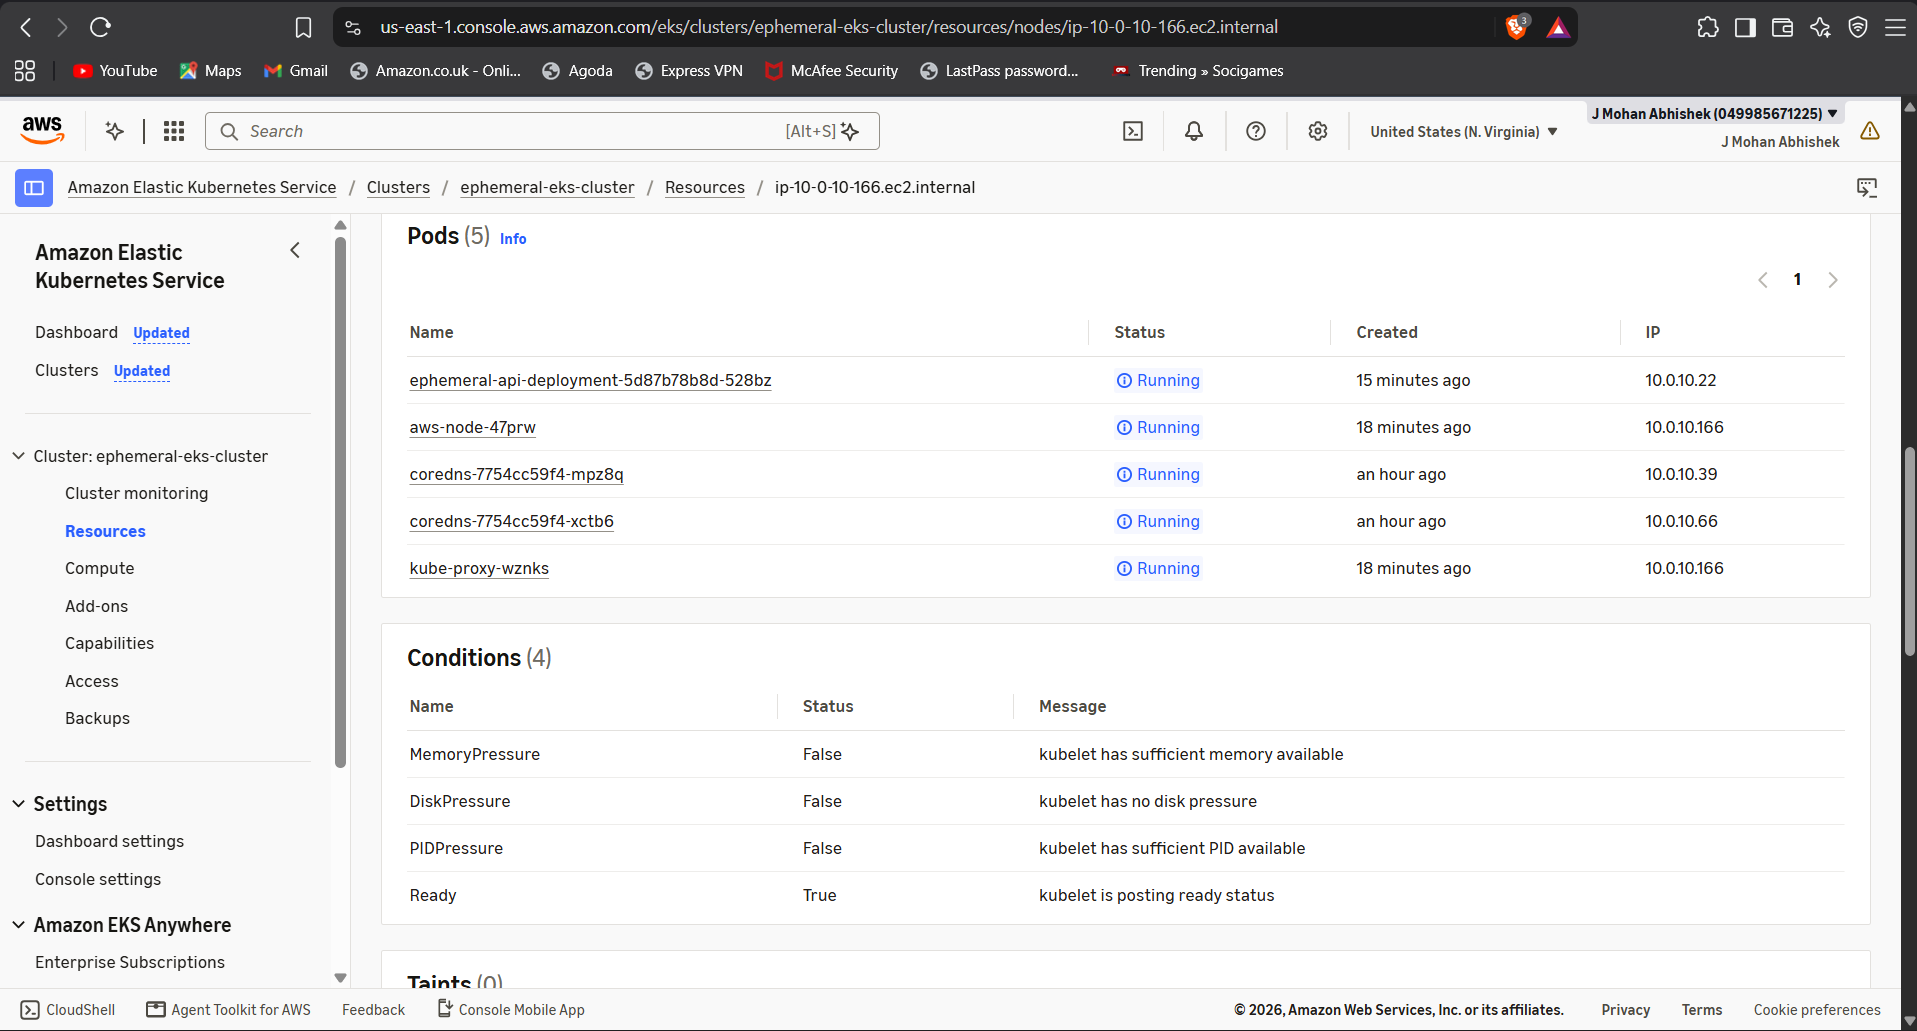 us-east-1.console.aws.amazon.com/eks/clusters/ephemeral-eks-cluster/resources/nodes/ip-10-0-10-166.ec2.internal
3
YouTube Maps Gmail Amazon.co.uk - Onli... Agoda Express VPN McAfee Security LastPass password... Trending » Socigames
aws
Search [Alt+S]
United States (N. Virginia)
J Mohan Abhishek (049985671225)
J Mohan Abhishek
Amazon Elastic Kubernetes Service / Clusters / ephemeral-eks-cluster / Resources / ip-10-0-10-166.ec2.internal
Amazon Elastic
Kubernetes Service
Dashboard Updated
Clusters Updated
Cluster: ephemeral-eks-cluster
Cluster monitoring
Resources
Compute
Add-ons
Capabilities
Access
Backups
Settings
Dashboard settings
Console settings
Amazon EKS Anywhere
Enterprise Subscriptions
Pods (5) Info
1
Name Status Created IP
ephemeral-api-deployment-5d87b78b8d-528bz Running 15 minutes ago 10.0.10.22
aws-node-47prw Running 18 minutes ago 10.0.10.166
coredns-7754cc59f4-mpz8q Running an hour ago 10.0.10.39
coredns-7754cc59f4-xctb6 Running an hour ago 10.0.10.66
kube-proxy-wznks Running 18 minutes ago 10.0.10.166
Conditions (4)
Name Status Message
MemoryPressure False kubelet has sufficient memory available
DiskPressure False kubelet has no disk pressure
PIDPressure False kubelet has sufficient PID available
Ready True kubelet is posting ready status
Taints (0)
CloudShell Agent Toolkit for AWS Feedback Console Mobile App © 2026, Amazon Web Services, Inc. or its affiliates. Privacy Terms Cookie preferences